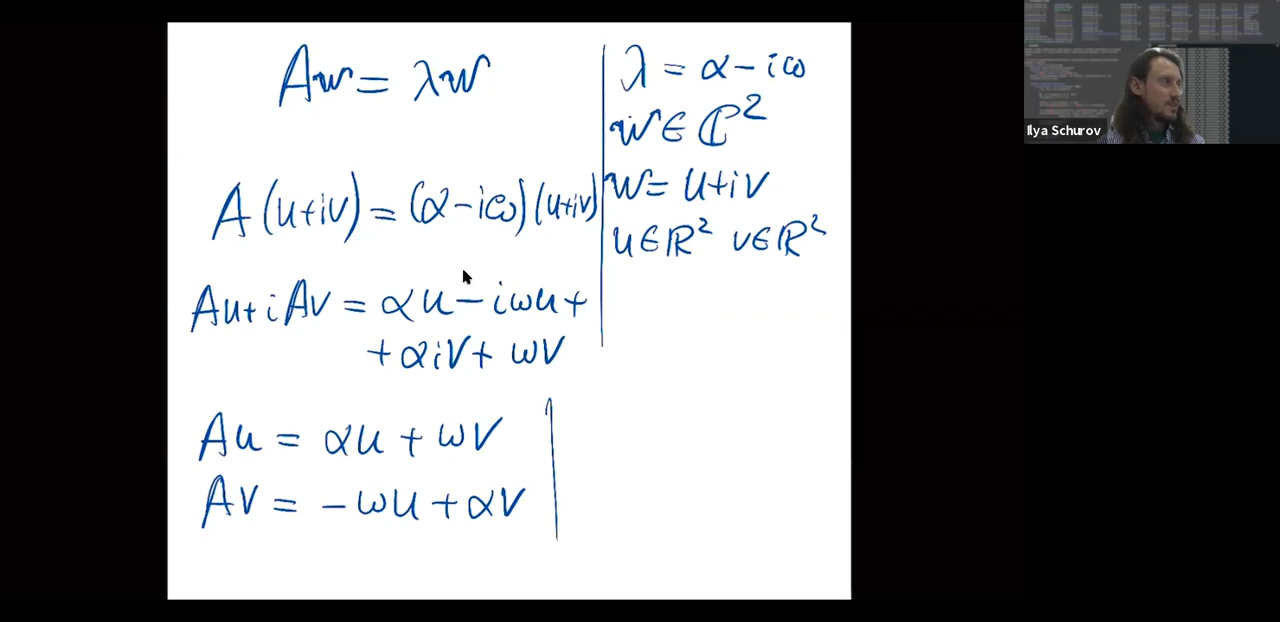 Aw = λw
λ = α - iω
w ∈ ℂ²
A(u+iv) = (α - iω)(u+iv)
w = u+iv
u ∈ ℝ² v ∈ ℝ²
Au + iAv = αu - iωu +
+ αiv + ωv
Au = αu + ωv
Av = -ωu + αv
Ilya Schurov